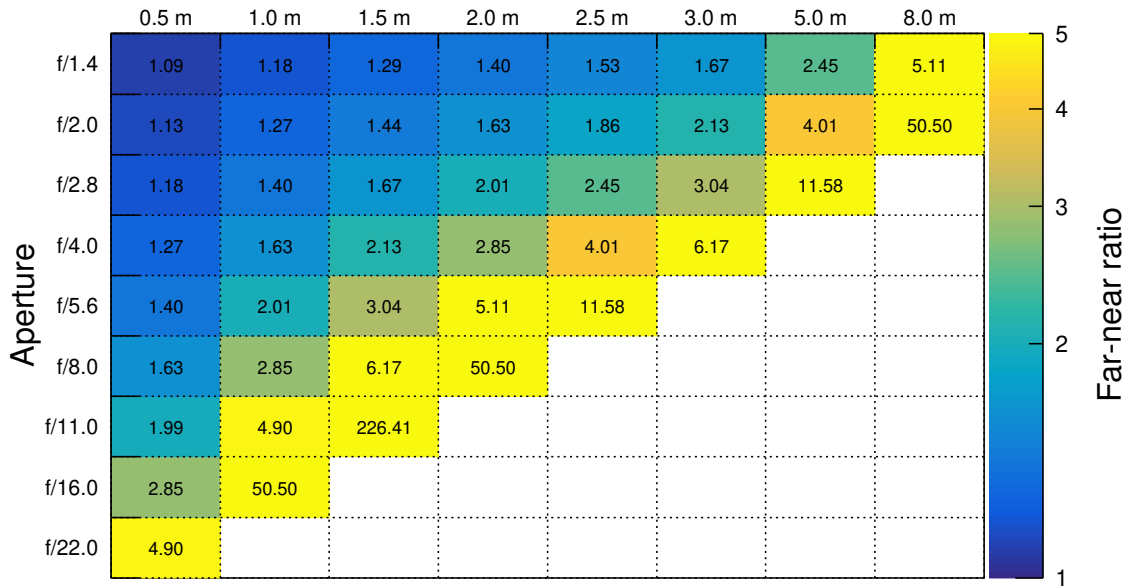 0.5 m 1.0 m 1.5 m 2.0 m 2.5 m 3.0 m 5.0 m 8.0 m
f/1.4 1.09 1.18 1.29 1.40 1.53 1.67 2.45 5.11
f/2.0 1.13 1.27 1.44 1.63 1.86 2.13 4.01 50.50
f/2.8 1.18 1.40 1.67 2.01 2.45 3.04 11.58
f/4.0 1.27 1.63 2.13 2.85 4.01 6.17
f/5.6 1.40 2.01 3.04 5.11 11.58
f/8.0 1.63 2.85 6.17 50.50
f/11.0 1.99 4.90 226.41
f/16.0 2.85 50.50
f/22.0 4.90
Aperture
5
4
3
2
1
Far-near ratio